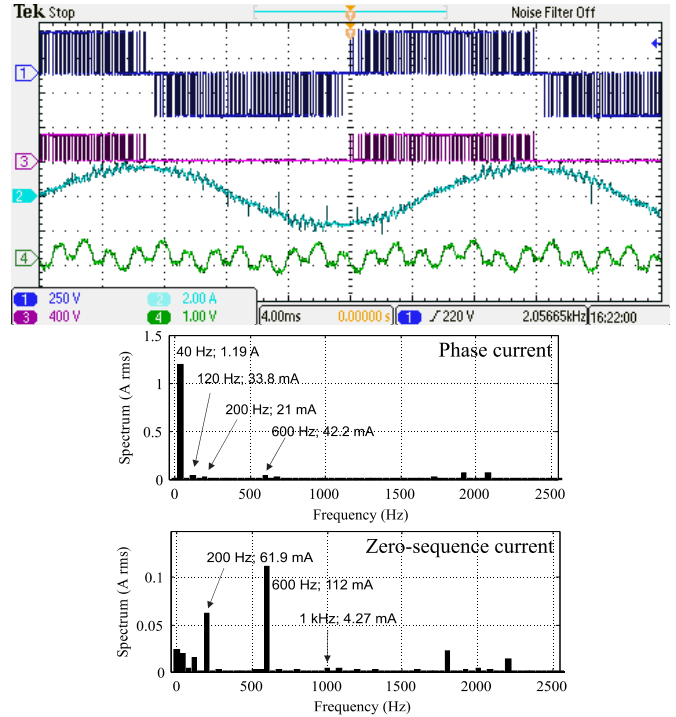 Tek Stop
Noise Filter Off
1
3
2
4
1 250 V 2 2.00 A
3 400 V 4 1.00 V
4.00ms 0.00000 s 1 220 V 2.05665kHz 16:22:00
Phase current
Spectrum (A rms)
1.5
1
0.5
0
40 Hz; 1.19 A
120 Hz; 33.8 mA
200 Hz; 21 mA
600 Hz; 42.2 mA
0 500 1000 1500 2000 2500
Frequency (Hz)
Zero-sequence current
Spectrum (A rms)
0.1
0.05
0
200 Hz; 61.9 mA
600 Hz; 112 mA
1 kHz; 4.27 mA
0 500 1000 1500 2000 2500
Frequency (Hz)